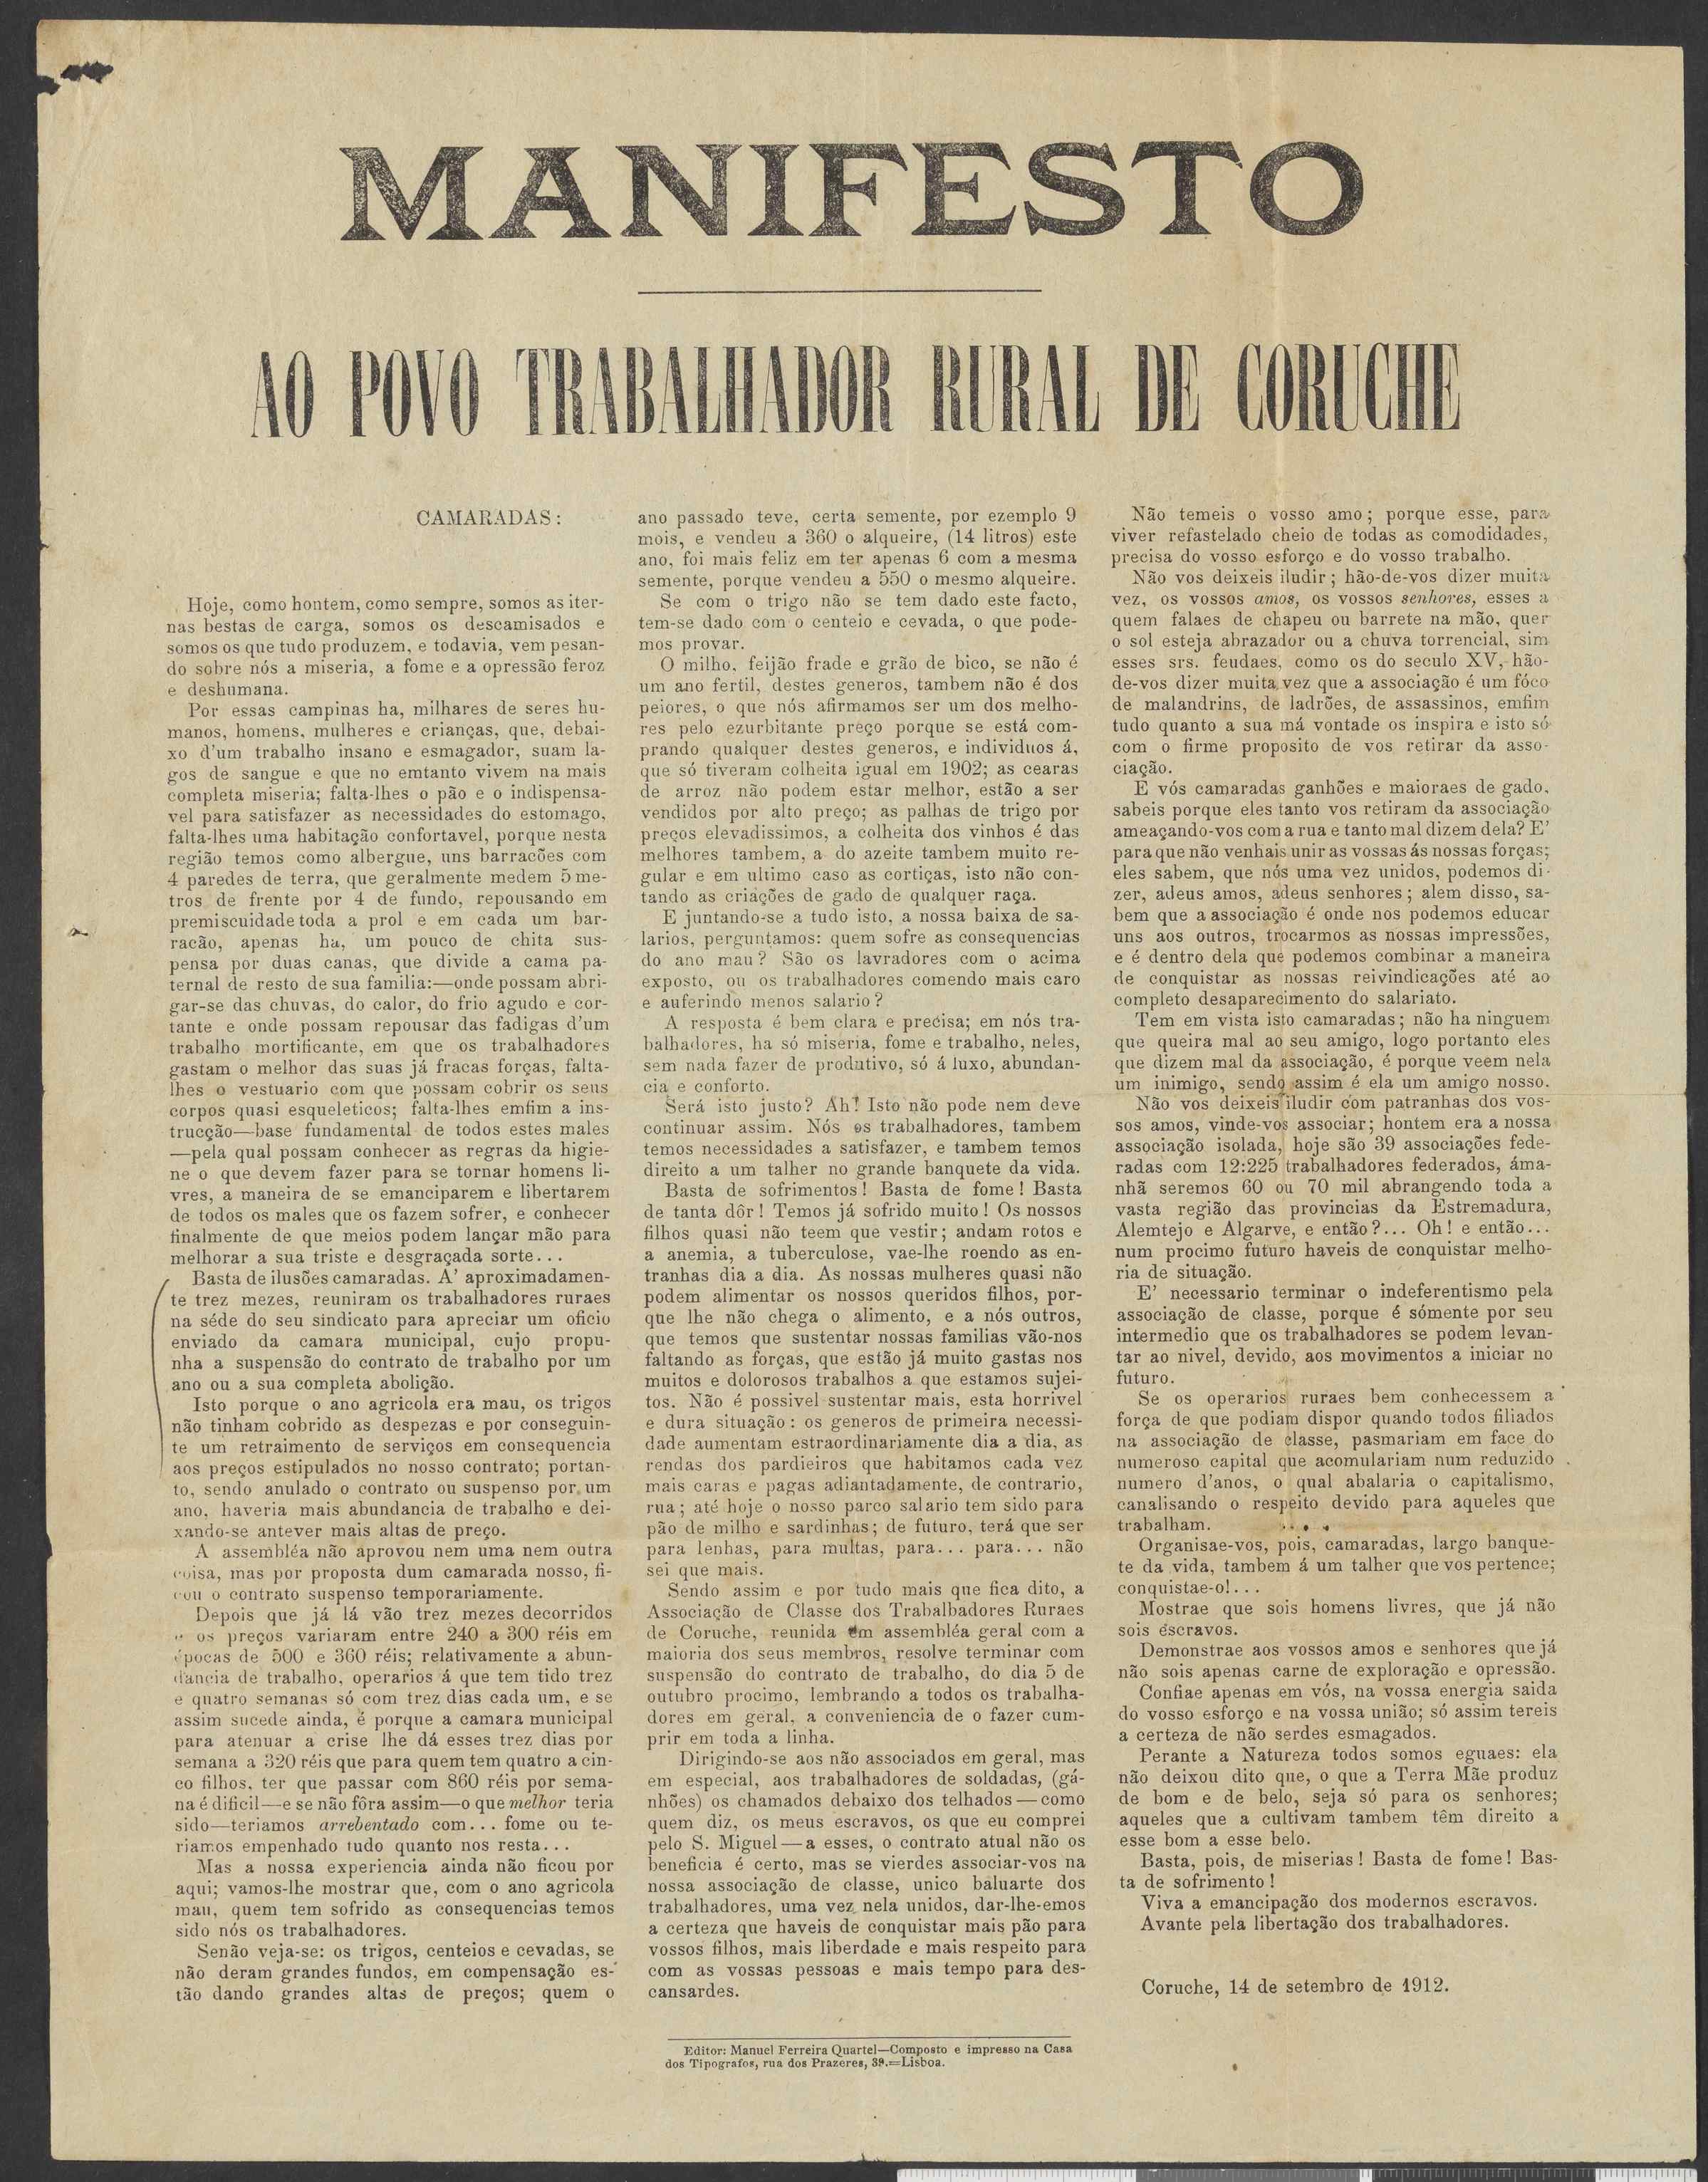 MANIFESTO
AO POVO TRABALHADOR RURAL DE CORUCHE
CAMARADAS:
Hoje, como hontem, como sempre, somos as iter-
nas bestas de carga, somos os descamisados e
somos os que tudo produzem, e todavia, vem pesan-
do sobre nós a miseria, a fome e a opressão feroz
e deshumana.
Por essas campinas ha, milhares de seres hu-
manos, homens, mulheres e crianças, que, debai-
xo d'um trabalho insano e esmagador, suam la-
gos de sangue e que no emtanto vivem na mais
completa miseria; falta-lhes o pão e o indispensa-
vel para satisfazer as necessidades do estomago,
falta-lhes uma habitação confortavel, porque nesta
região temos como albergue, uns barracões com
4 paredes de terra, que geralmente medem 5 me-
tros de frente por 4 de fundo, repousando em
premiscuidade toda a prol e em cada um bar-
racão, apenas ha, um pouco de chita sus-
pensa por duas canas, que divide a cama pa-
ternal de resto de sua familia:—onde possam abri-
gar-se das chuvas, do calor, do frio agudo e cor-
tante e onde possam repousar das fadigas d'um
trabalho mortificante, em que os trabalhadores
gastam o melhor das suas já fracas forças, falta-
lhes o vestuario com que possam cobrir os seus
corpos quasi esqueleticos; falta-lhes emfim a ins-
trucção—base fundamental de todos estes males
—pela qual possam conhecer as regras da higie-
ne o que devem fazer para se tornar homens li-
vres, a maneira de se emanciparem e libertarem
de todos os males que os fazem sofrer, e conhecer
finalmente de que meios podem lançar mão para
melhorar a sua triste e desgraçada sorte...
Basta de ilusões camaradas. A' aproximadamen-
te trez mezes, reuniram os trabalhadores ruraes
na séde do seu sindicato para apreciar um oficio
enviado da camara municipal, cujo propu-
nha a suspensão do contrato de trabalho por um
ano ou a sua completa abolição.
Isto porque o ano agricola era mau, os trigos
não tinham cobrido as despezas e por conseguin-
te um retraimento de serviços em consequencia
aos preços estipulados no nosso contrato; portan-
to, sendo anulado o contrato ou suspenso por um
ano, haveria mais abundancia de trabalho e dei-
xando-se antever mais altas de preço.
A assembléa não aprovou nem uma nem outra
coisa, mas por proposta dum camarada nosso, fi-
cou o contrato suspenso temporariamente.
Depois que já lá vão trez mezes decorridos
e os preços variaram entre 240 a 300 réis em
épocas de 500 e 360 réis; relativamente a abun-
dancia de trabalho, operarios á que tem tido trez
e quatro semanas só com trez dias cada um, e se
assim sucede ainda, é porque a camara municipal
para atenuar a crise lhe dá esses trez dias por
semana a 320 réis que para quem tem quatro a cin-
co filhos, ter que passar com 860 réis por sema-
na é dificil—e se não fôra assim—o que melhor teria
sido—teriamos arrebentado com... fome ou te-
riamos empenhado tudo quanto nos resta...
Mas a nossa experiencia ainda não ficou por
aqui; vamos-lhe mostrar que, com o ano agricola
mau, quem tem sofrido as consequencias temos
sido nós os trabalhadores.
Senão veja-se: os trigos, centeios e cevadas, se
não deram grandes fundos, em compensação es-
tão dando grandes altas de preços; quem o
ano passado teve, certa semente, por ezemplo 9
mois, e vendeu a 360 o alqueire, (14 litros) este
ano, foi mais feliz em ter apenas 6 com a mesma
semente, porque vendeu a 550 o mesmo alqueire.
Se com o trigo não se tem dado este facto,
tem-se dado com o centeio e cevada, o que pode-
mos provar.
O milho, feijão frade e grão de bico, se não é
um ano fertil, destes generos, tambem não é dos
peiores, o que nós afirmamos ser um dos melho-
res pelo ezurbitante preço porque se está com-
prando qualquer destes generos, e individuos á,
que só tiveram colheita igual em 1902; as cearas
de arroz não podem estar melhor, estão a ser
vendidos por alto preço; as palhas de trigo por
preços elevadissimos, a colheita dos vinhos é das
melhores tambem, a do azeite tambem muito re-
gular e em ultimo caso as cortiças, isto não con-
tando as criações de gado de qualquer raça.
E juntando-se a tudo isto, a nossa baixa de sa-
larios, perguntamos: quem sofre as consequencias
do ano mau? São os lavradores com o acima
exposto, ou os trabalhadores comendo mais caro
e auferindo menos salario?
A resposta é bem clara e precisa; em nós tra-
balhadores, ha só miseria, fome e trabalho, neles,
sem nada fazer de produtivo, só á luxo, abundan-
cia e conforto.
Será isto justo? Ah! Isto não pode nem deve
continuar assim. Nós os trabalhadores, tambem
temos necessidades a satisfazer, e tambem temos
direito a um talher no grande banquete da vida.
Basta de sofrimentos! Basta de fome! Basta
de tanta dôr! Temos já sofrido muito! Os nossos
filhos quasi não teem que vestir; andam rotos e
a anemia, a tuberculose, vae-lhe roendo as en-
tranhas dia a dia. As nossas mulheres quasi não
podem alimentar os nossos queridos filhos, por-
que lhe não chega o alimento, e a nós outros,
que temos que sustentar nossas familias vão-nos
faltando as forças, que estão já muito gastas nos
muitos e dolorosos trabalhos a que estamos sujei-
tos. Não é possivel sustentar mais, esta horrivel
e dura situação: os generos de primeira necessi-
dade aumentam estraordinariamente dia a dia, as
rendas dos pardieiros que habitamos cada vez
mais caras e pagas adiantadamente, de contrario,
rua; até hoje o nosso parco salario tem sido para
pão de milho e sardinhas; de futuro, terá que ser
para lenhas, para multas, para... para... não
sei que mais.
Sendo assim e por tudo mais que fica dito, a
Associação de Classe dos Trabalhadores Ruraes
de Coruche, reunida em assembléa geral com a
maioria dos seus membros, resolve terminar com
suspensão do contrato de trabalho, do dia 5 de
outubro procimo, lembrando a todos os trabalha-
dores em geral, a conveniencia de o fazer cum-
prir em toda a linha.
Dirigindo-se aos não associados em geral, mas
em especial, aos trabalhadores de soldadas, (gá-
nhões) os chamados debaixo dos telhados—como
quem diz, os meus escravos, os que eu comprei
pelo S. Miguel—a esses, o contrato atual não os
beneficia é certo, mas se vierdes associar-vos na
nossa associação de classe, unico baluarte dos
trabalhadores, uma vez nela unidos, dar-lhe-emos
a certeza que haveis de conquistar mais pão para
vossos filhos, mais liberdade e mais respeito para
com as vossas pessoas e mais tempo para des-
cansardes.
Não temeis o vosso amo; porque esse, para
viver refastelado cheio de todas as comodidades,
precisa do vosso esforço e do vosso trabalho.
Não vos deixeis iludir; hão-de-vos dizer muita
vez, os vossos amos, os vossos senhores, esses a
quem falaes de chapeu ou barrete na mão, quer
o sol esteja abrazador ou a chuva torrencial, sim
esses srs. feudaes, como os do seculo XV, hão-
de-vos dizer muita vez que a associação é um fóco
de malandrins, de ladrões, de assassinos, emfim
tudo quanto a sua má vontade os inspira e isto só
com o firme proposito de vos retirar da asso-
ciação.
E vós camaradas ganhões e maioraes de gado,
sabeis porque eles tanto vos retiram da associação
ameaçando-vos com a rua e tanto mal dizem dela? E'
para que não venhais unir as vossas ás nossas forças;
eles sabem, que nós uma vez unidos, podemos di-
zer, adeus amos, adeus senhores; alem disso, sa-
bem que a associação é onde nos podemos educar
uns aos outros, trocarmos as nossas impressões,
e é dentro dela que podemos combinar a maneira
de conquistar as nossas reivindicações até ao
completo desaparecimento do salariato.
Tem em vista isto camaradas; não ha ninguem
que queira mal ao seu amigo, logo portanto eles
que dizem mal da associação, é porque veem nela
um inimigo, sendo assim é ela um amigo nosso.
Não vos deixeis iludir com patranhas dos vos-
sos amos, vinde-vos associar; hontem era a nossa
associação isolada, hoje são 39 associações fede-
radas com 12:225 trabalhadores federados, áma-
nhã seremos 60 ou 70 mil abrangendo toda a
vasta região das provincias da Estremadura,
Alemtejo e Algarve, e então?... Oh! e então...
num procimo futuro haveis de conquistar melho-
ria de situação.
E' necessario terminar o indeferentismo pela
associação de classe, porque é sómente por seu
intermedio que os trabalhadores se podem levan-
tar ao nivel, devido, aos movimentos a iniciar no
futuro.
Se os operarios ruraes bem conhecessem a
força de que podiam dispor quando todos filiados
na associação de classe, pasmariam em face do
numeroso capital que acomulariam num reduzido
numero d'anos, o qual abalaria o capitalismo,
canalisando o respeito devido para aqueles que
trabalham.
Organisae-vos, pois, camaradas, largo banque-
te da vida, tambem á um talher que vos pertence;
conquistae-o!...
Mostrae que sois homens livres, que já não
sois escravos.
Demonstrae aos vossos amos e senhores que já
não sois apenas carne de exploração e opressão.
Confiae apenas em vós, na vossa energia saida
do vosso esforço e na vossa união; só assim tereis
a certeza de não serdes esmagados.
Perante a Natureza todos somos eguaes: ela
não deixou dito que, o que a Terra Mãe produz
de bom e de belo, seja só para os senhores;
aqueles que a cultivam tambem têm direito a
esse bom a esse belo.
Basta, pois, de miserias! Basta de fome! Bas-
ta de sofrimento!
Viva a emancipação dos modernos escravos.
Avante pela libertação dos trabalhadores.
Coruche, 14 de setembro de 1912.
Editor: Manuel Ferreira Quartel—Composto e impresso na Casa
dos Tipografos, rua dos Prazeres, 39.=Lisboa.